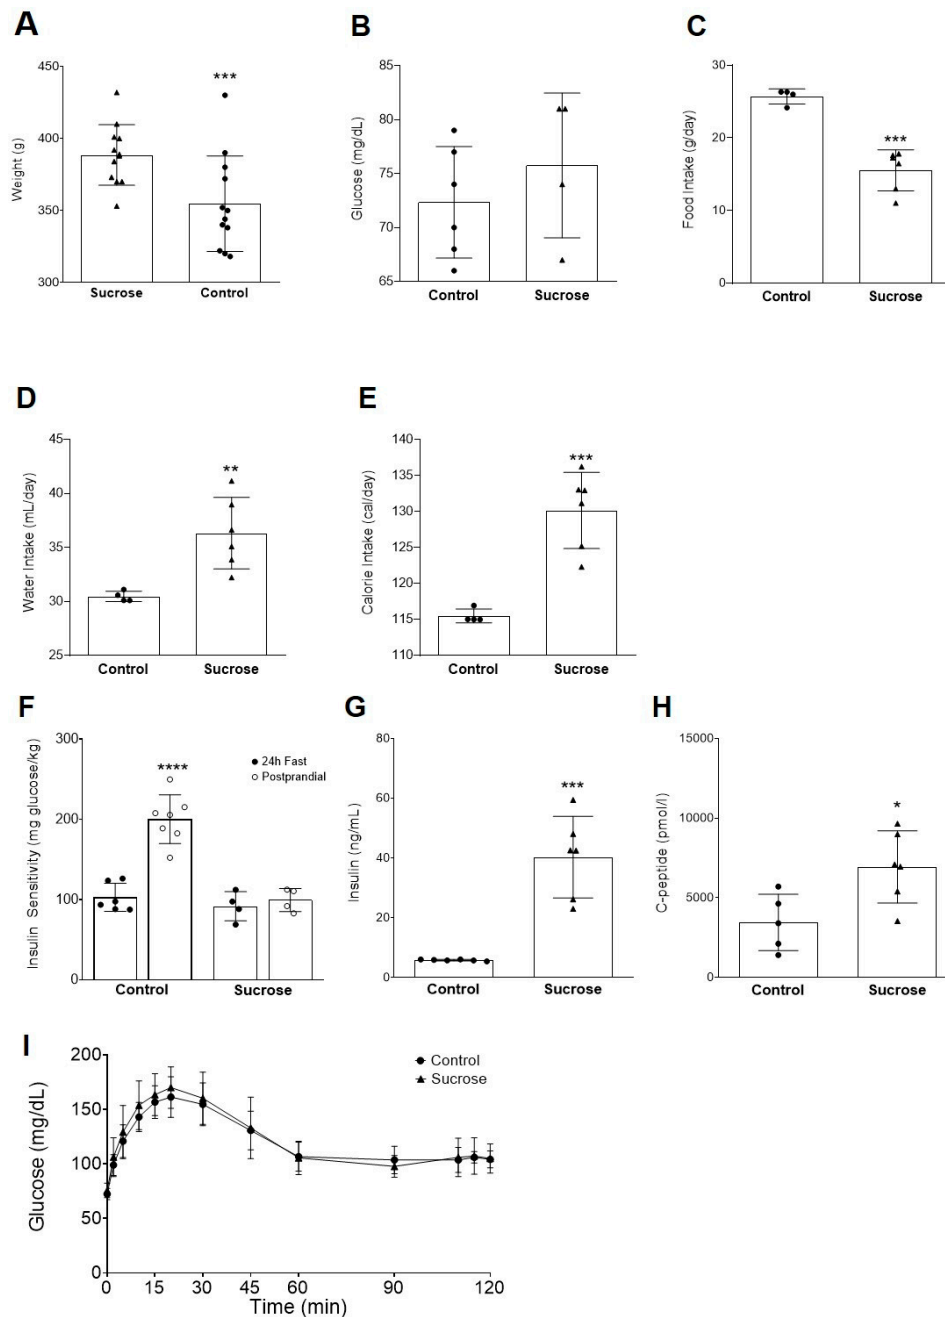 A
B
C
Weight (g)
450
400
350
300
***
Sucrose
Control
Glucose (mg/dL)
85
80
75
70
65
Control
Sucrose
Food Intake (g/day)
30
20
10
0
***
Control
Sucrose
D
E
Water Intake (mL/day)
45
40
35
30
25
**
Control
Sucrose
Calorie Intake (cal/day)
140
135
130
125
120
115
110
***
Control
Sucrose
F
G
H
Insulin Sensitivity (mg glucose/kg)
300
200
100
0
****
24h Fast
Postprandial
Control
Sucrose
Insulin (ng/mL)
80
60
40
20
0
***
Control
Sucrose
C-peptide (pmol/l)
15000
10000
5000
0
*
Control
Sucrose
I
Glucose (mg/dL)
200
150
100
50
0
Control
Sucrose
0 15 30 45 60 90 120
Time (min)